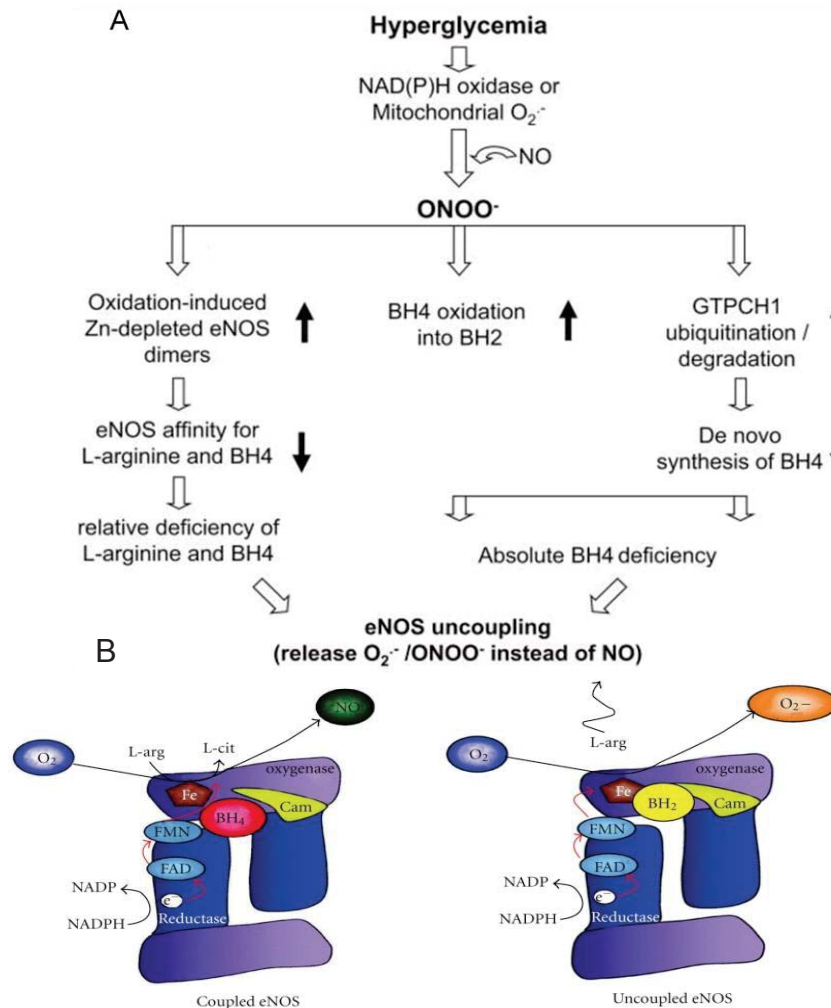 A
Hyperglycemia
NAD(P)H oxidase or
Mitochondrial O₂·-
NO
ONOO-
Oxidation-induced
Zn-depleted eNOS
dimers
BH4 oxidation
into BH2
GTPCH1
ubiquitination /
degradation
eNOS affinity for
L-arginine and BH4
De novo
synthesis of BH4
relative deficiency of
L-arginine and BH4
Absolute BH4 deficiency
eNOS uncoupling
(release O₂·- /ONOO- instead of NO)
B
NO
O₂
L-arg
L-cit
oxygenase
Fe
Cam
BH₄
FMN
FAD
NADP
e−
NADPH
Reductase
Coupled eNOS
O₂−
L-arg
O₂
oxygenase
Fe
BH₂
Cam
FMN
FAD
NADP
e−
NADPH
Reductase
Uncoupled eNOS